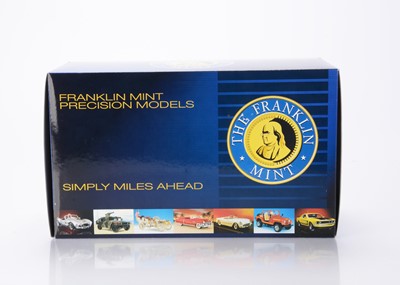 FRANKLIN MINT
PRECISION MODELS
THE FRANKLIN
MINT
SIMPLY MILES AHEAD